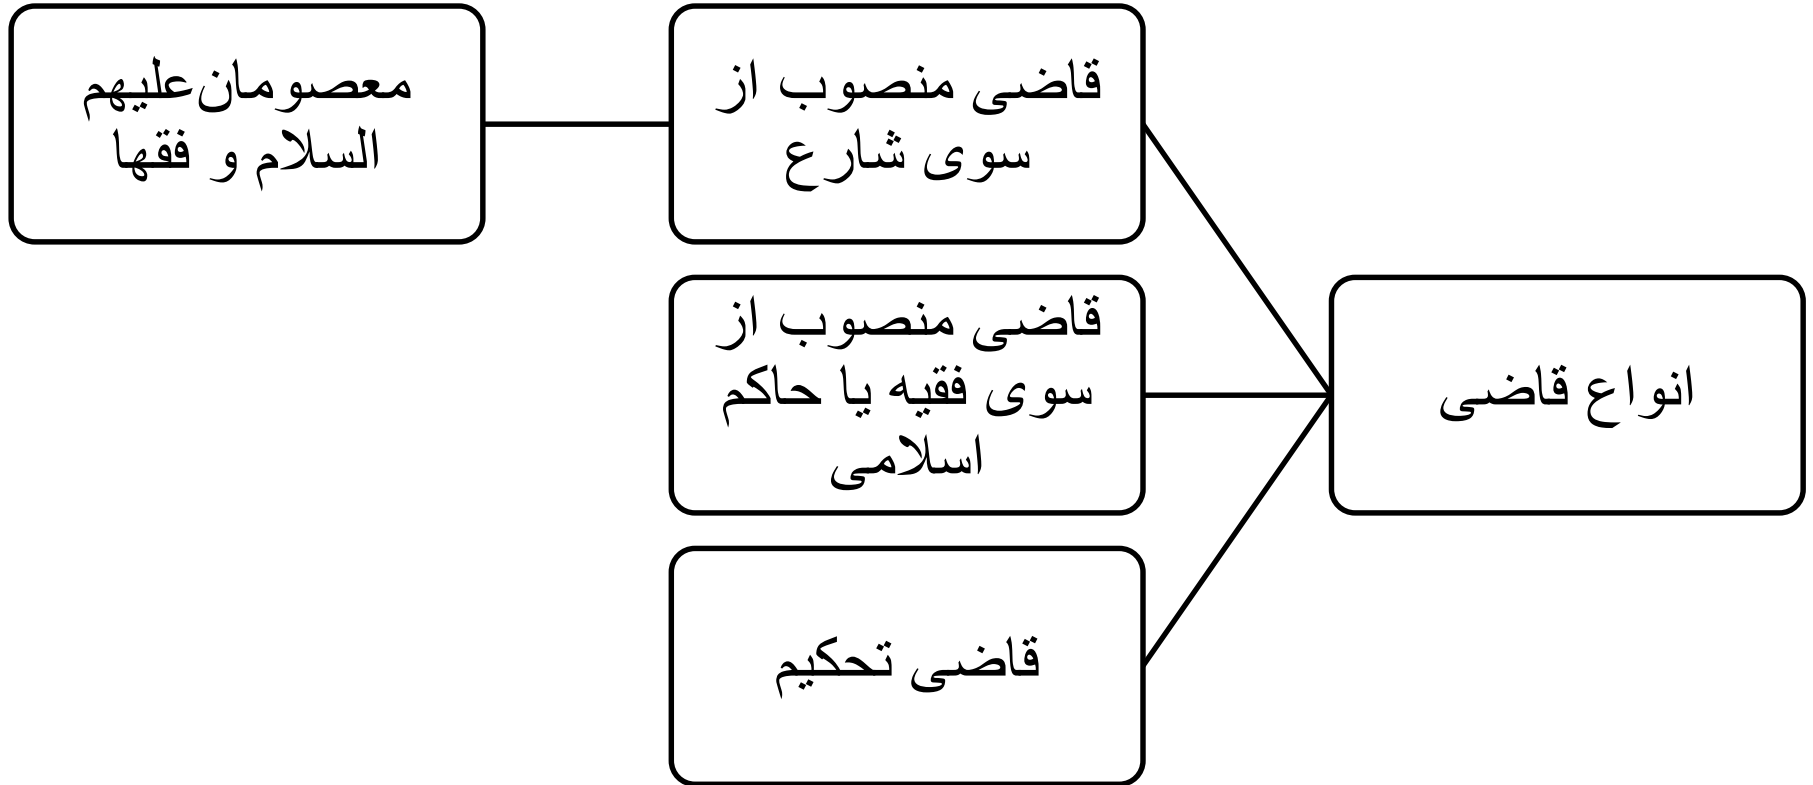 انواع قاضی
قاضی منصوب از
سوی شارع
معصومان‌علیهم
السلام و فقها
قاضی منصوب از
سوی فقیه یا حاکم
اسلامی
قاضی تحکیم